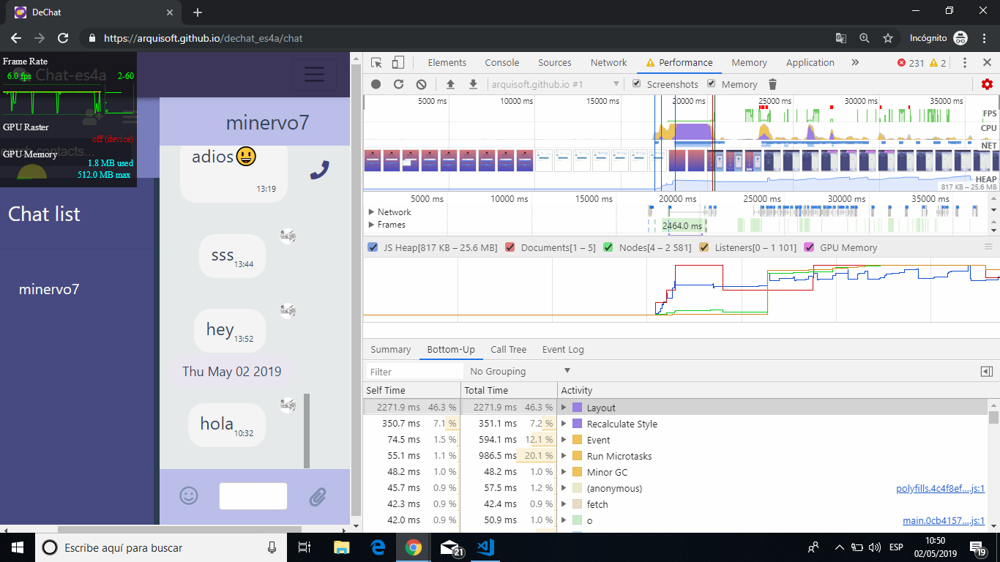 DeChat
https://arquisoft.github.io/dechat_es4a/chat
Incógnito
Frame Rate
6.0 fps 2-60
Chat-es4a
GPU Raster
off (device)
GPU Memory
contacts...
1.8 MB used
512.0 MB max
Chat list
minervo7
minervo7
adios
13:19
sss 13:44
hey 13:52
Thu May 02 2019
hola 10:32
Elements Console Sources Network Performance Memory Application » 231 2
arquisoft.github.io #1 Screenshots Memory
5000 ms 10000 ms 15000 ms 20000 ms 25000 ms 30000 ms 35000 ms
FPS
CPU
NET
HEAP
817 KB – 25.6 MB
5000 ms 10000 ms 15000 ms 20000 ms 25000 ms 30000 ms 35000 ms
Network
Frames
2464.0 ms
JS Heap[817 KB – 25.6 MB] Documents[1 – 5] Nodes[4 – 2 581] Listeners[0 – 1 101] GPU Memory
Summary Bottom-Up Call Tree Event Log
Filter No Grouping
Self Time Total Time Activity
2271.9 ms 46.3 % 2271.9 ms 46.3 % Layout
350.7 ms 7.1 % 351.1 ms 7.2 % Recalculate Style
74.5 ms 1.5 % 594.1 ms 12.1 % Event
55.1 ms 1.1 % 986.5 ms 20.1 % Run Microtasks
48.2 ms 1.0 % 48.2 ms 1.0 % Minor GC
45.7 ms 0.9 % 57.5 ms 1.2 % (anonymous) polyfills.4c4f8ef….js:1
42.3 ms 0.9 % 42.4 ms 0.9 % fetch
42.0 ms 0.9 % 50.9 ms 1.0 % o main.0cb4157….js:1
Escribe aquí para buscar
21
ESP
10:50
02/05/2019
19